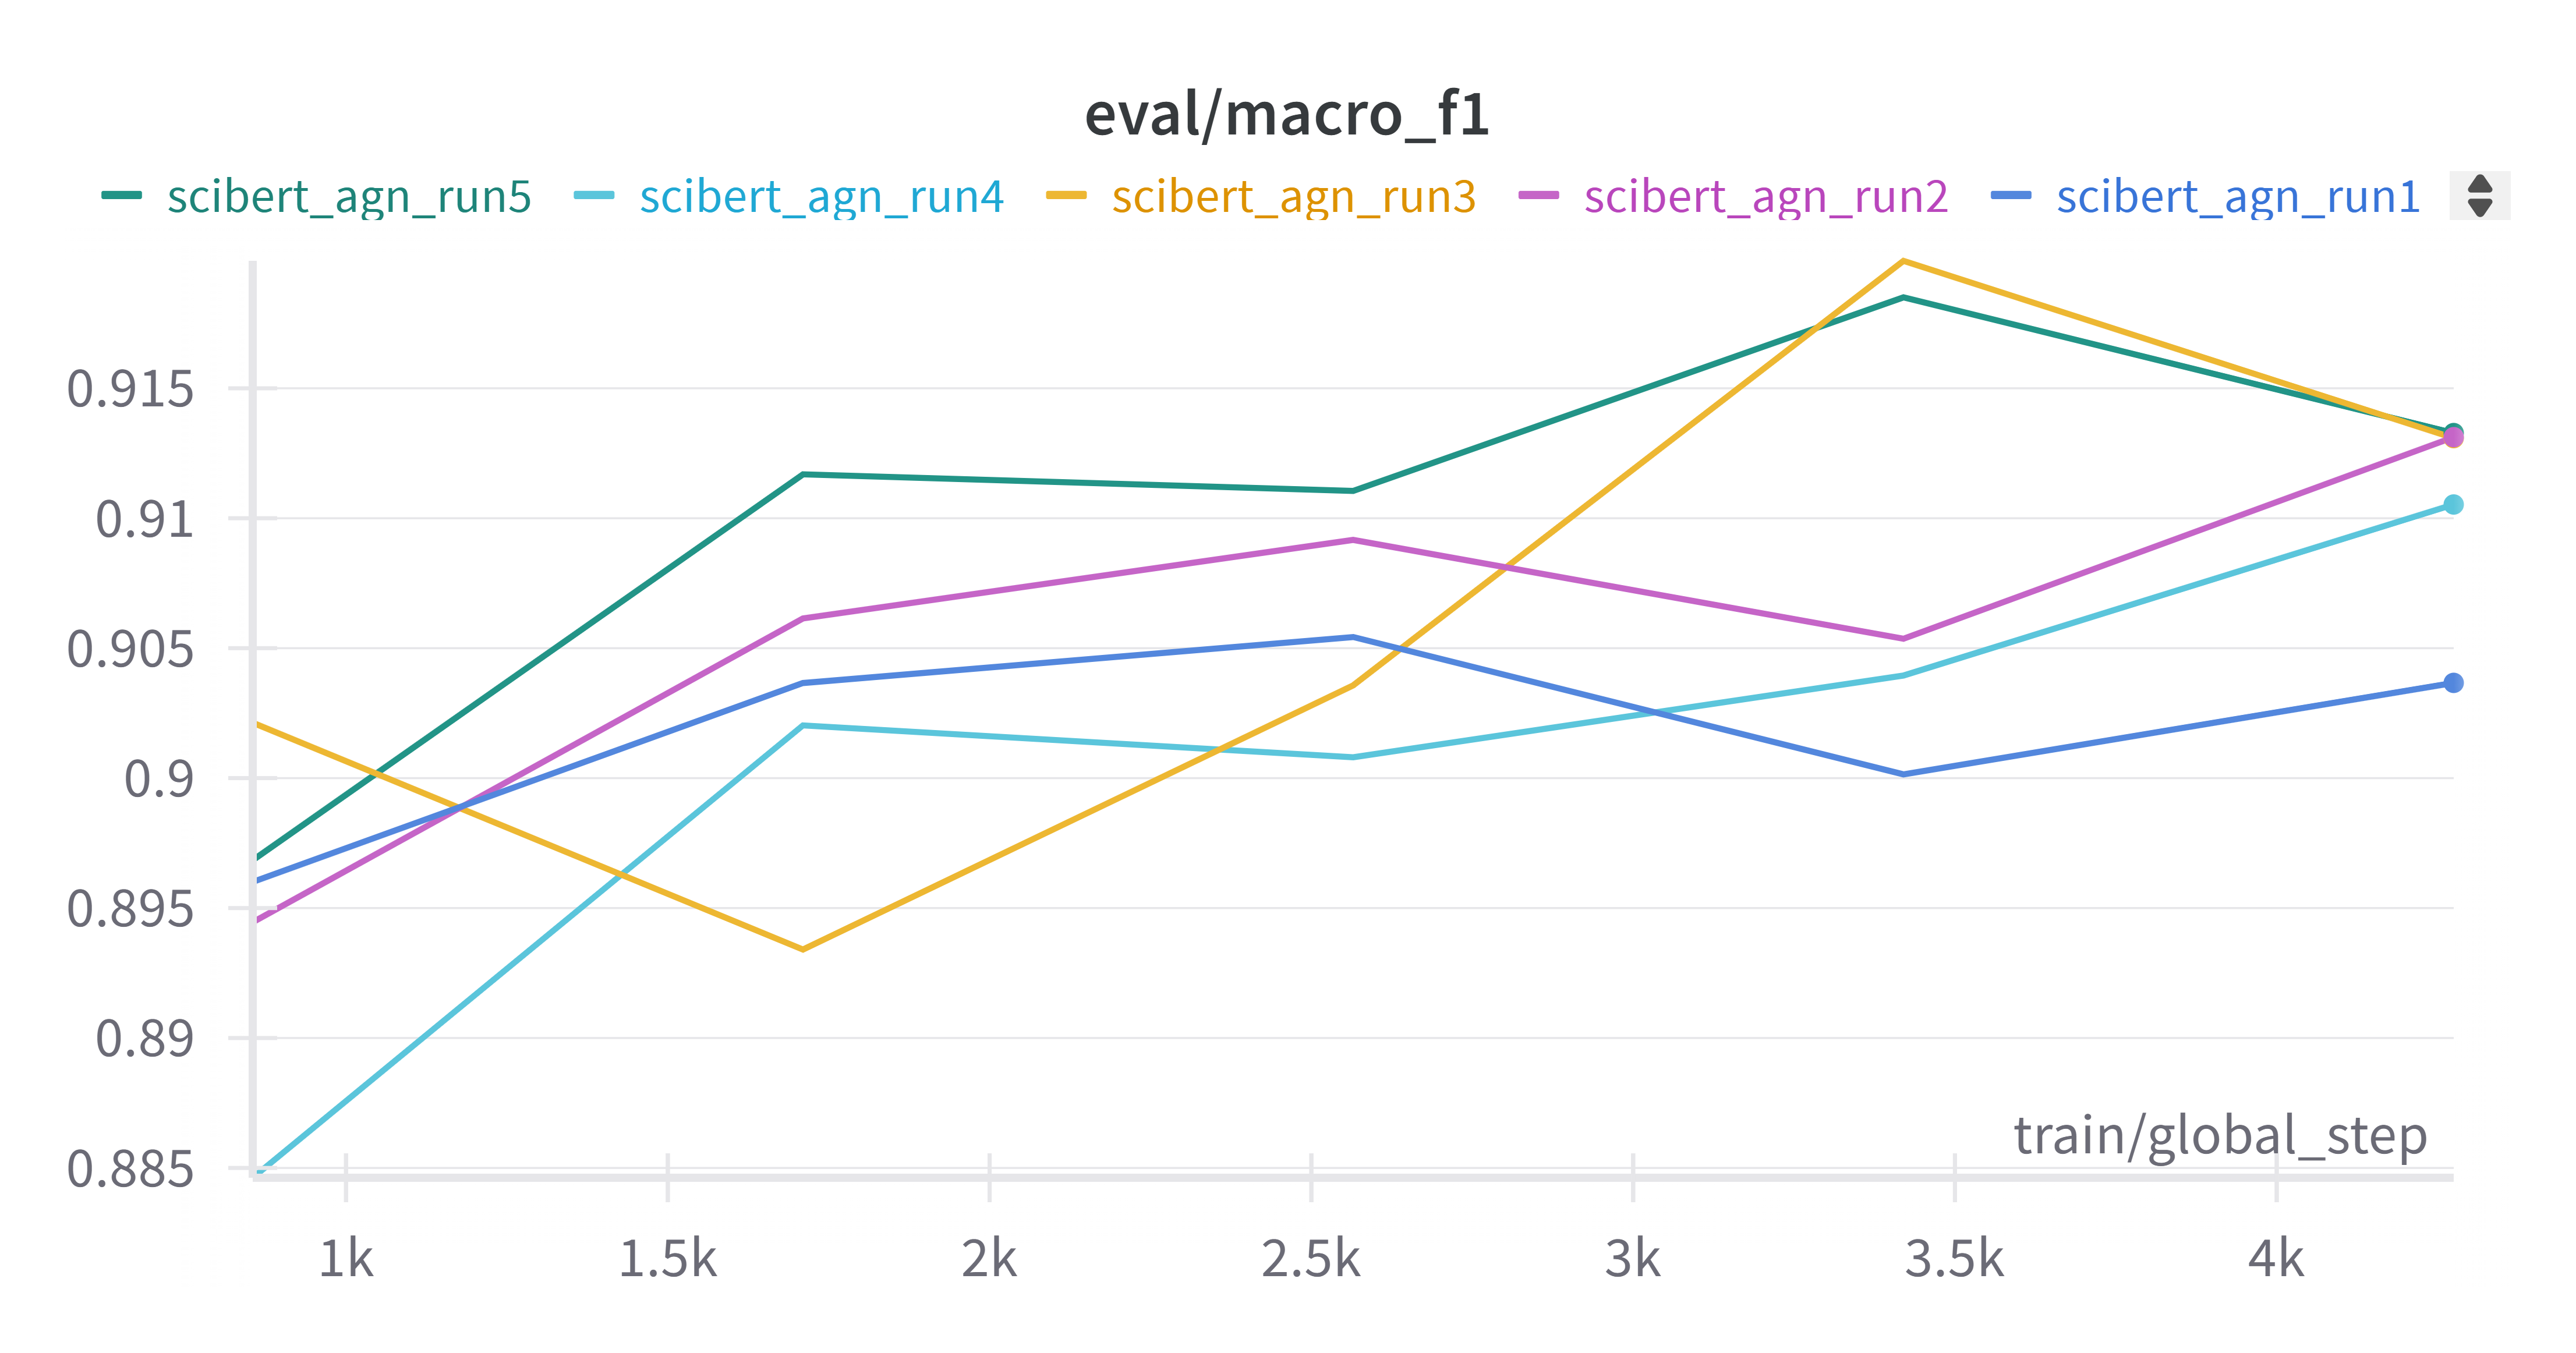 eval/macro_f1
scibert_agn_run5 scibert_agn_run4 scibert_agn_run3 scibert_agn_run2 scibert_agn_run1
0.915
0.91
0.905
0.9
0.895
0.89
0.885
train/global_step
1k 1.5k 2k 2.5k 3k 3.5k 4k